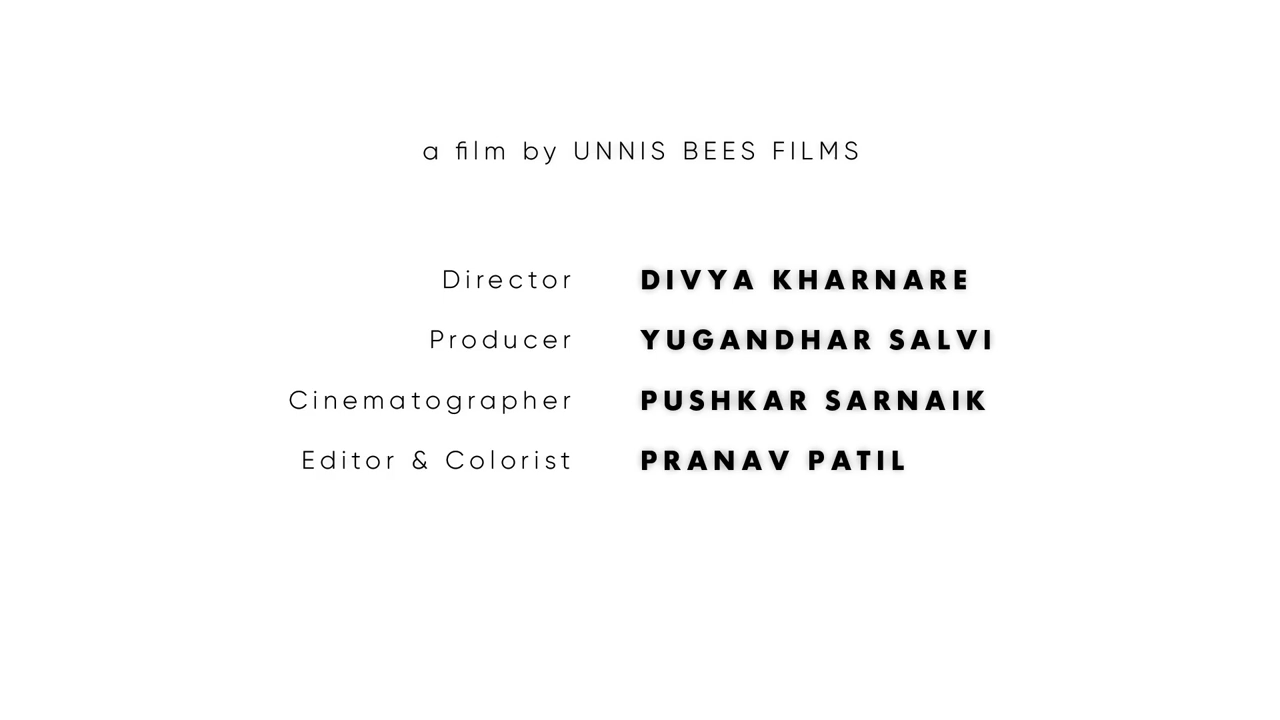 a film by UNNIS BEES FILMS
Director DIVYA KHARNARE
Producer YUGANDHAR SALVI
Cinematographer PUSHKAR SARNAIK
Editor & Colorist PRANAV PATIL